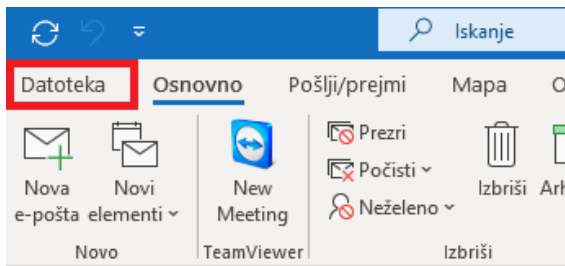 Iskanje
Datoteka Osnovno Pošlji/prejmi Mapa
Prezri
Počisti
Neželeno
Nova e-pošta
Novi elementi
New Meeting
Izbriši
Novo TeamViewer Izbriši